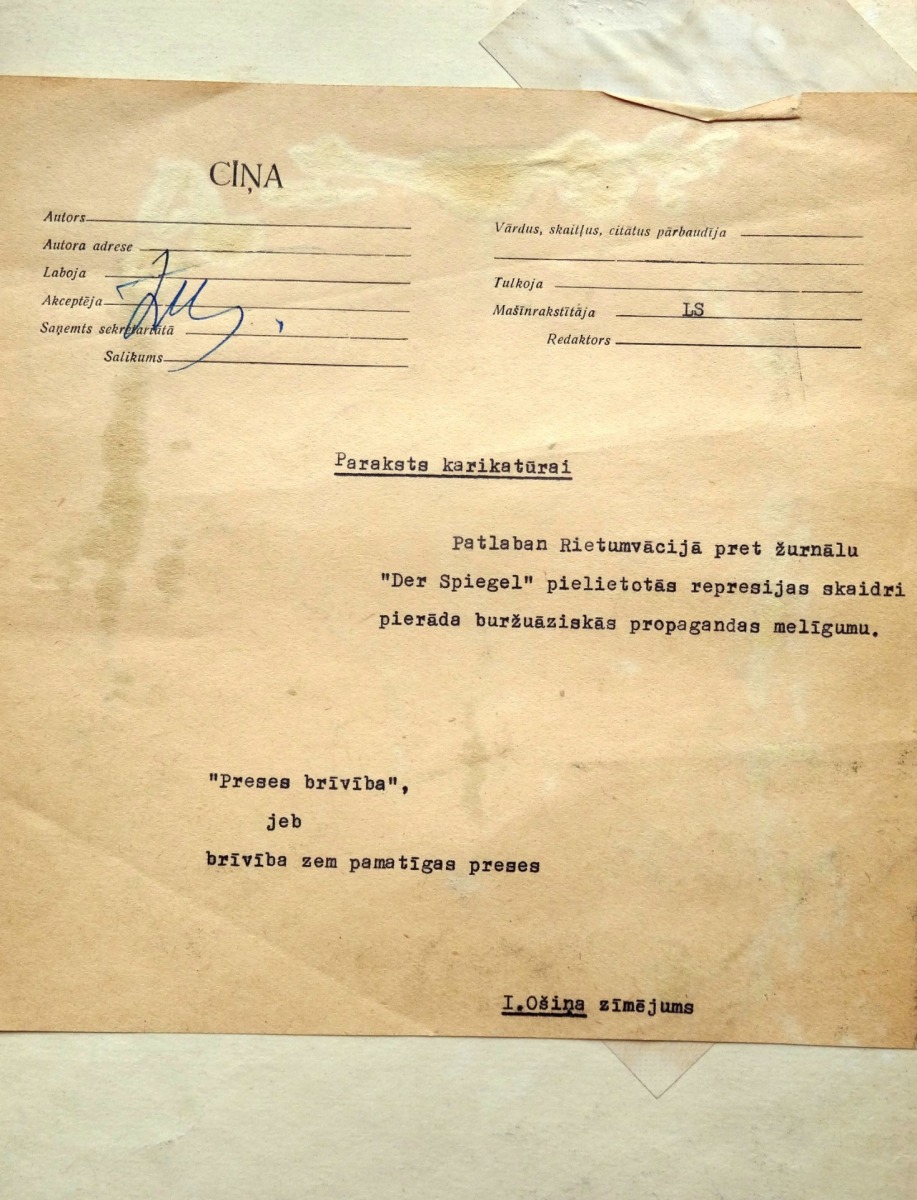 CĪŅA
Autors
Autora adrese
Laboja
Akceptēja
Saņemts sekretariātā
Salikums
Vārdus, skaitļus, citātus pārbaudīja
Tulkoja
Mašīnrakstītāja LS
Redaktors
Paraksts karikatūrai
Patlaban Rietumvācijā pret žurnālu
"Der Spiegel" pielietotās represijas skaidri
pierāda buržuāziskās propagandas melīgumu.
"Preses brīvība",
jeb
brīvība zem pamatīgas preses
I.Ošiņa zīmējums